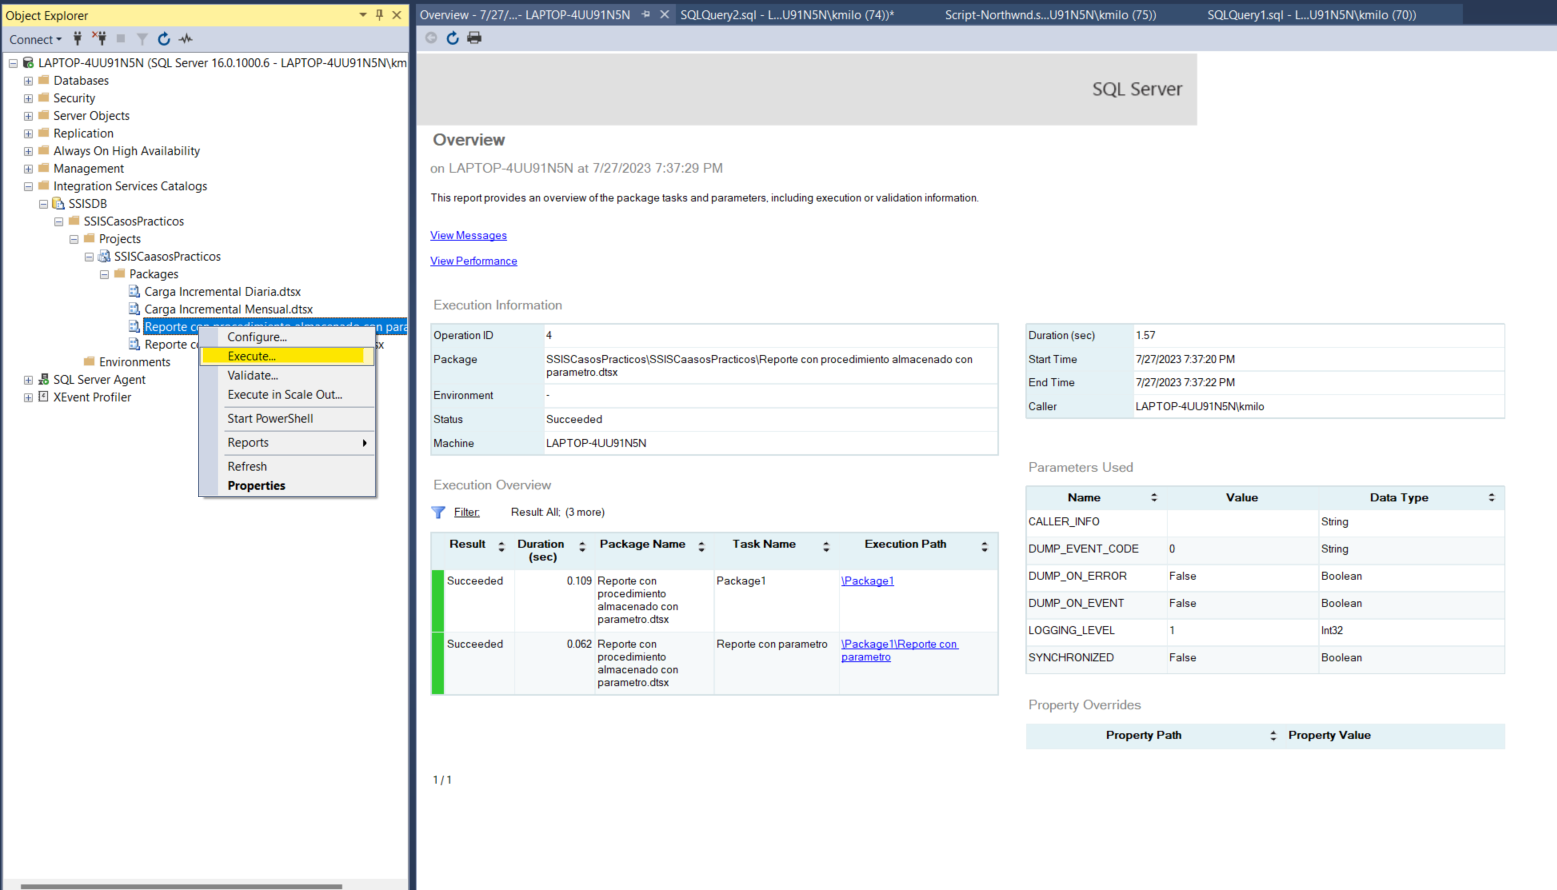 Object Explorer
Connect
LAPTOP-4UU91N5N (SQL Server 16.0.1000.6 - LAPTOP-4UU91N5N\km
Databases
Security
Server Objects
Replication
Always On High Availability
Management
Integration Services Catalogs
SSISDB
SSISCasosPracticos
Projects
SSISCaasosPracticos
Packages
Carga Incremental Diaria.dtsx
Carga Incremental Mensual.dtsx
Reporte con procedimiento almacenado con para
Reporte
Environments
SQL Server Agent
XEvent Profiler
Configure...
Execute...
Validate...
Execute in Scale Out...
Start PowerShell
Reports
Refresh
Properties
Overview - 7/27/...- LAPTOP-4UU91N5N
SQLQuery2.sql - L...U91N5N\kmilo (74))*
Script-Northwnd.s...U91N5N\kmilo (75))
SQLQuery1.sql - L...U91N5N\kmilo (70))
SQL Server
Overview
on LAPTOP-4UU91N5N at 7/27/2023 7:37:29 PM
This report provides an overview of the package tasks and parameters, including execution or validation information.
View Messages
View Performance
Execution Information
Operation ID 4
Package SSISCasosPracticos\SSISCaasosPracticos\Reporte con procedimiento almacenado con
parametro.dtsx
Environment -
Status Succeeded
Machine LAPTOP-4UU91N5N
Duration (sec) 1.57
Start Time 7/27/2023 7:37:20 PM
End Time 7/27/2023 7:37:22 PM
Caller LAPTOP-4UU91N5N\kmilo
Execution Overview
Filter: Result: All; (3 more)
Result Duration (sec) Package Name Task Name Execution Path
Succeeded 0.109 Reporte con Package1 \Package1
procedimiento
almacenado con
parametro.dtsx
Succeeded 0.062 Reporte con Reporte con parametro \Package1\Reporte con
procedimiento parametro
almacenado con
parametro.dtsx
1 / 1
Parameters Used
Name Value Data Type
CALLER_INFO String
DUMP_EVENT_CODE 0 String
DUMP_ON_ERROR False Boolean
DUMP_ON_EVENT False Boolean
LOGGING_LEVEL 1 Int32
SYNCHRONIZED False Boolean
Property Overrides
Property Path Property Value